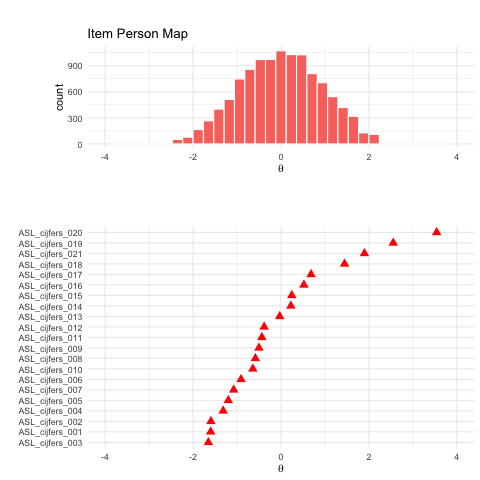 Item Person Map
count
900
600
300
0
-4 -2 0 2 4
θ
ASL_cijfers_020
ASL_cijfers_019
ASL_cijfers_021
ASL_cijfers_018
ASL_cijfers_017
ASL_cijfers_016
ASL_cijfers_015
ASL_cijfers_014
ASL_cijfers_013
ASL_cijfers_012
ASL_cijfers_011
ASL_cijfers_009
ASL_cijfers_008
ASL_cijfers_010
ASL_cijfers_006
ASL_cijfers_007
ASL_cijfers_005
ASL_cijfers_004
ASL_cijfers_002
ASL_cijfers_001
ASL_cijfers_003
-4 -2 0 2 4
θ